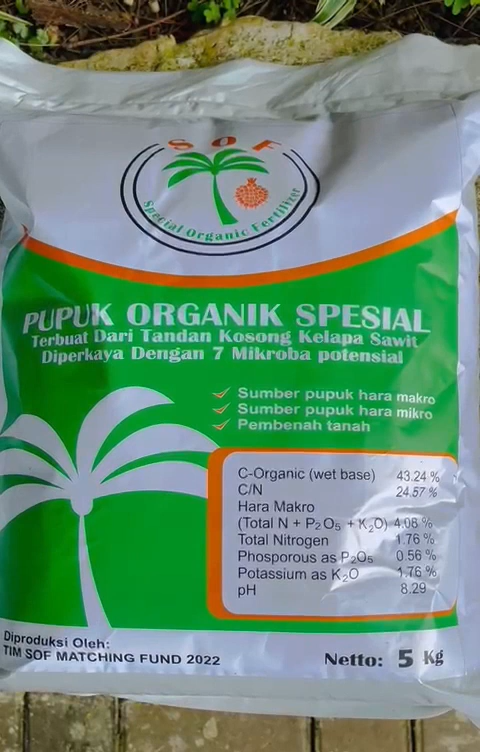 SOF
Special Organic Fertilizer
PUPUK ORGANIK SPESIAL
Terbuat Dari Tandan Kosong Kelapa Sawit
Diperkaya Dengan 7 Mikroba potensial
Sumber pupuk hara makro
Sumber pupuk hara mikro
Pembenah tanah
C-Organic (wet base) 43.24 %
C/N 24.57 %
Hara Makro
(Total N + P2O5 + K2O) 4.08 %
Total Nitrogen 1.76 %
Phosporous as P2O5 0.56 %
Potassium as K2O 1.76 %
pH 8.29
Diproduksi Oleh:
TIM SOF MATCHING FUND 2022
Netto: 5 Kg